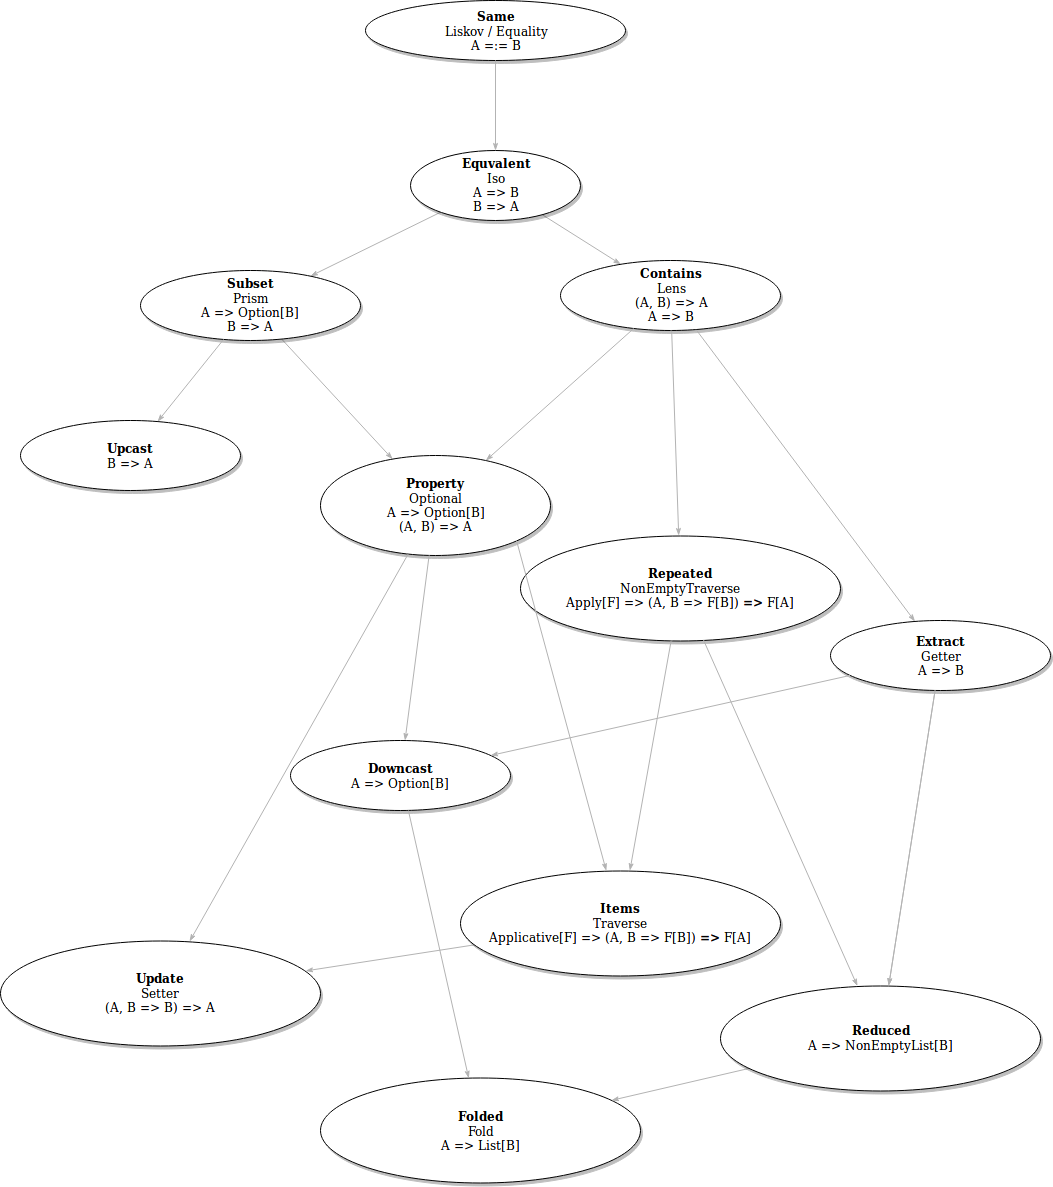 Same
Liskov / Equality
A =:= B
Equvalent
Iso
A => B
B => A
Subset
Prism
A => Option[B]
B => A
Contains
Lens
(A, B) => A
A => B
Upcast
B => A
Property
Optional
A => Option[B]
(A, B) => A
Repeated
NonEmptyTraverse
Apply[F] => (A, B => F[B]) => F[A]
Extract
Getter
A => B
Downcast
A => Option[B]
Items
Traverse
Applicative[F] => (A, B => F[B]) => F[A]
Update
Setter
(A, B => B) => A
Reduced
A => NonEmptyList[B]
Folded
Fold
A => List[B]